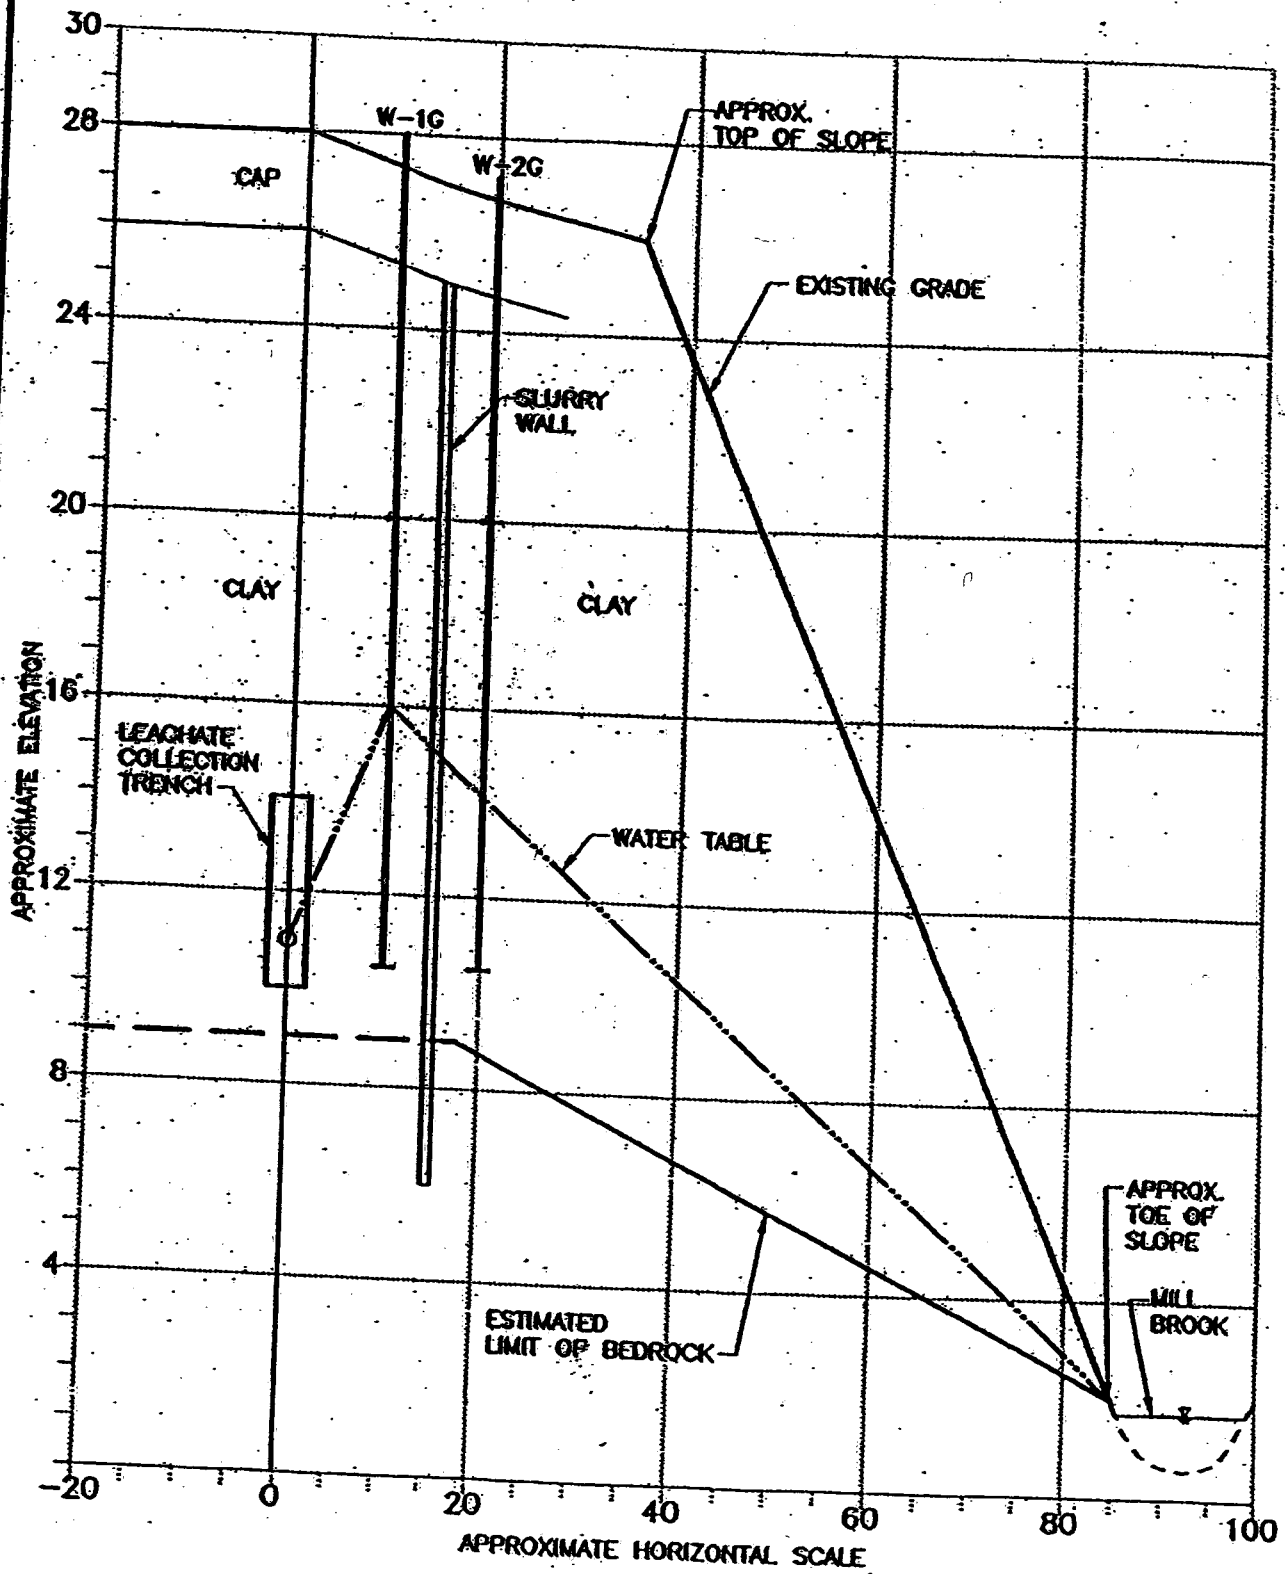 30
28
W-1G
APPROX.
TOP OF SLOPE
W-2G
CAP
EXISTING GRADE
24
SLURRY
WALL
20
CLAY
CLAY
16
APPROXIMATE ELEVATION
LEACHATE
COLLECTION
TRENCH
WATER TABLE
12
8
APPROX.
TOE OF
SLOPE
4
MILL
BROOK
ESTIMATED
LIMIT OF BEDROCK
-20
0
20
40
60
80
100
APPROXIMATE HORIZONTAL SCALE